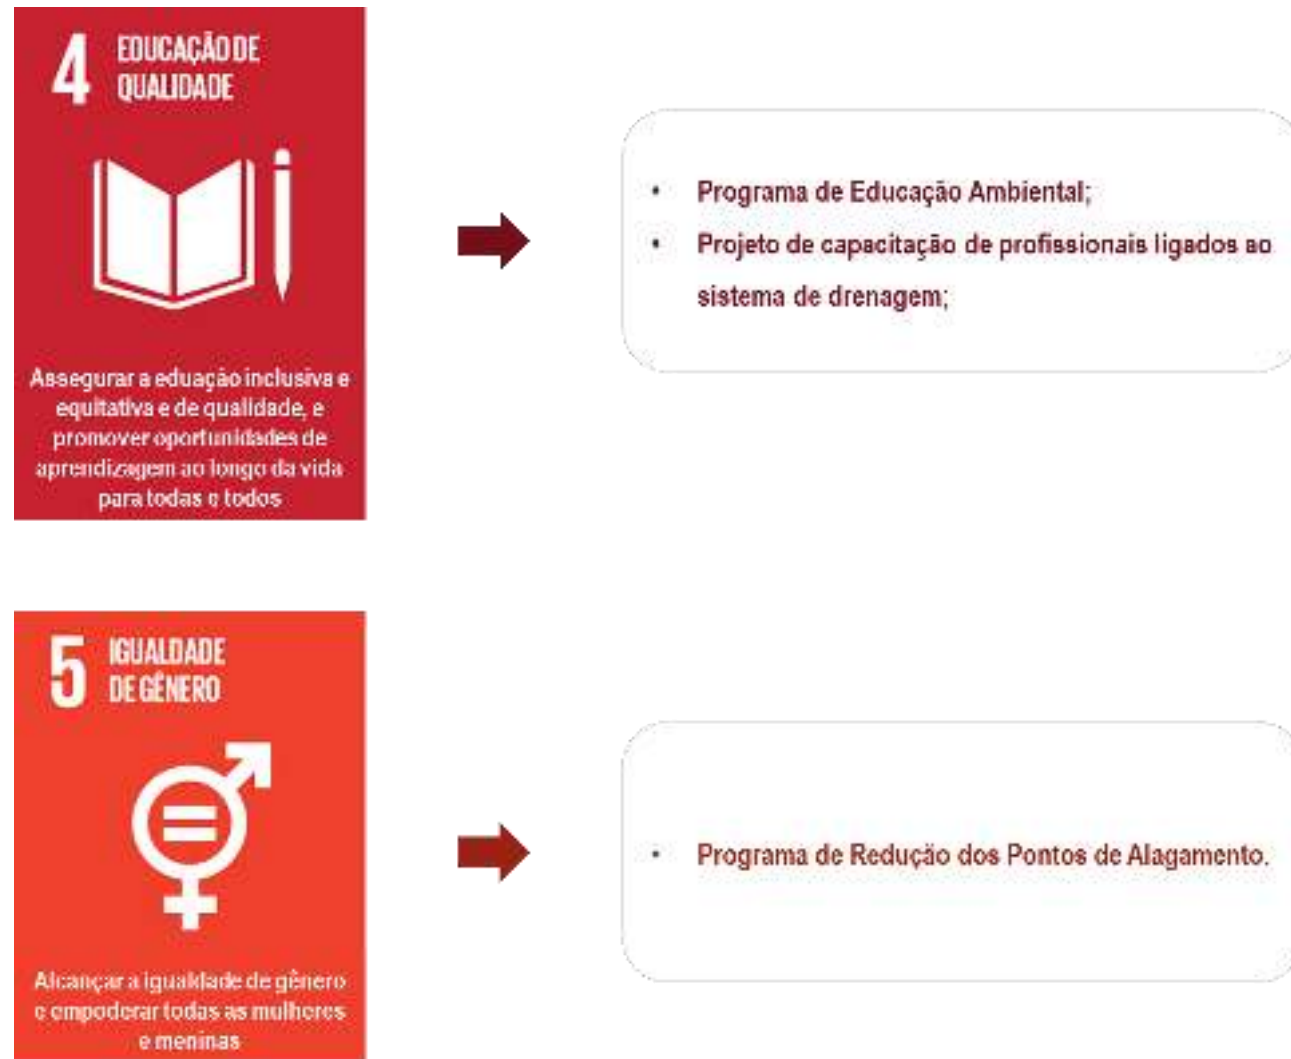 4 EDUCAÇÃO DE
QUALIDADE
Assegurar a eduação inclusiva e
equitativa e de qualidade, e
promover oportunidades de
aprendizagem ao longo da vida
para todas e todos
• Programa de Educação Ambiental;
• Projeto de capacitação de profissionais ligados ao
sistema de drenagem;
5 IGUALDADE
DE GÊNERO
Alcançar a igualdade de gênero
e empoderar todas as mulheres
e meninas
• Programa de Redução dos Pontos de Alagamento.